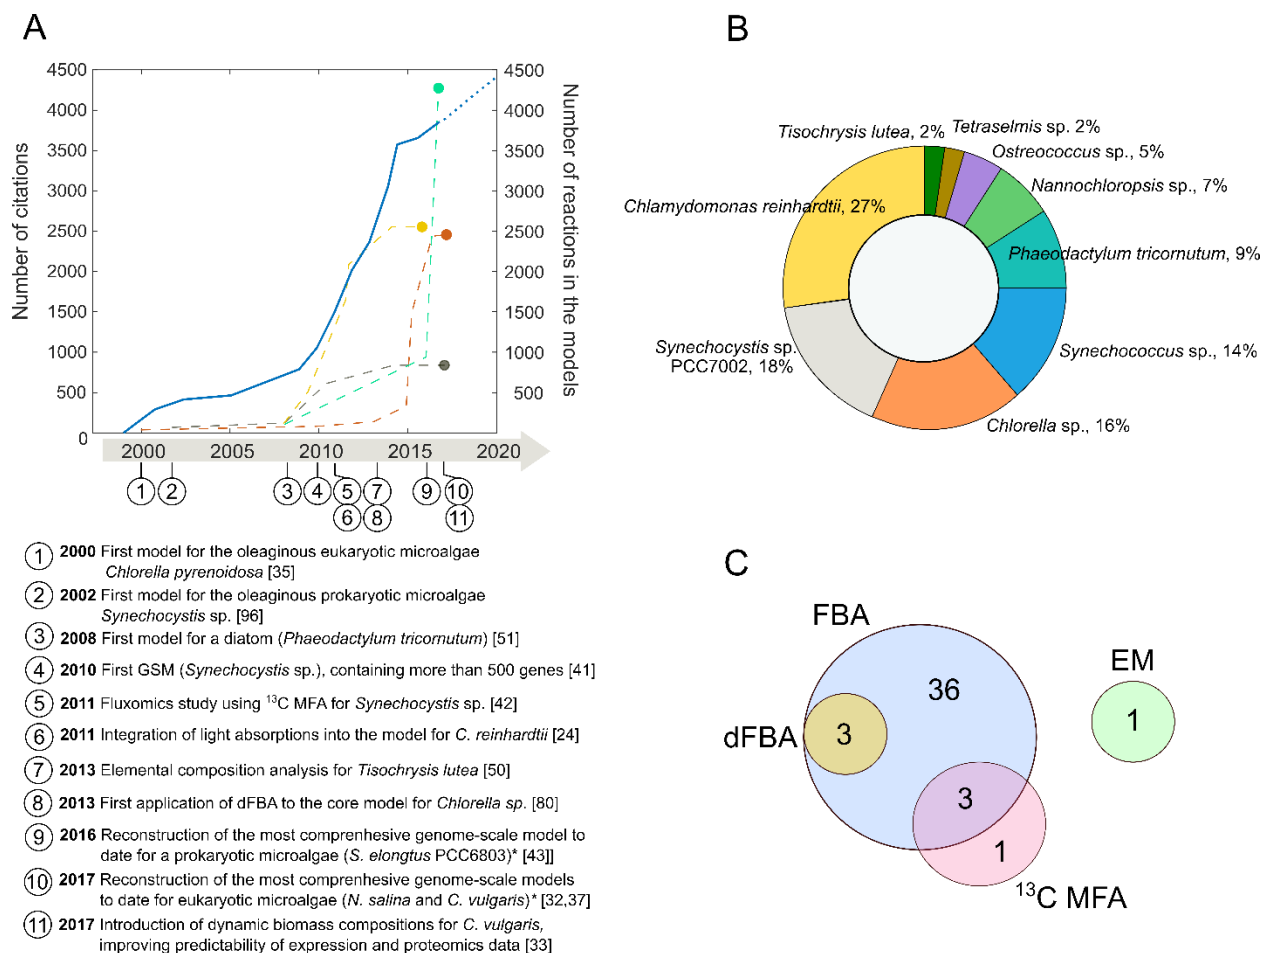 A
4500
4000
3500
3000
2500
2000
1500
1000
500
0
Number of citations
4500
4000
3500
3000
2500
2000
1500
1000
500
Number of reactions in the models
2000 2005 2010 2015 2020
1 2 3 4 5 7 9 10
6 8 11
1 2000 First model for the oleaginous eukaryotic microalgae
Chlorella pyrenoidosa [35]
2 2002 First model for the oleaginous prokaryotic microalgae
Synechocystis sp. [96]
3 2008 First model for a diatom (Phaeodactylum tricornutum) [51]
4 2010 First GSM (Synechocystis sp.), containing more than 500 genes [41]
5 2011 Fluxomics study using ¹³C MFA for Synechocystis sp. [42]
6 2011 Integration of light absorptions into the model for C. reinhardtii [24]
7 2013 Elemental composition analysis for Tisochrysis lutea [50]
8 2013 First application of dFBA to the core model for Chlorella sp. [80]
9 2016 Reconstruction of the most comprenhesive genome-scale model to
date for a prokaryotic microalgae (S. elongtus PCC6803)* [43]]
10 2017 Reconstruction of the most comprenhesive genome-scale models
to date for eukaryotic microalgae (N. salina and C. vulgaris)* [32,37]
11 2017 Introduction of dynamic biomass compositions for C. vulgaris,
improving predictability of expression and proteomics data [33]
B
Tisochrysis lutea, 2%
Tetraselmis sp. 2%
Ostreococcus sp., 5%
Nannochloropsis sp., 7%
Chlamydomonas reinhardtii, 27%
Phaeodactylum tricornutum, 9%
Synechocystis sp.
PCC7002, 18%
Synechococcus sp., 14%
Chlorella sp., 16%
C
FBA
EM
36
1
dFBA
3
3
1
¹³C MFA